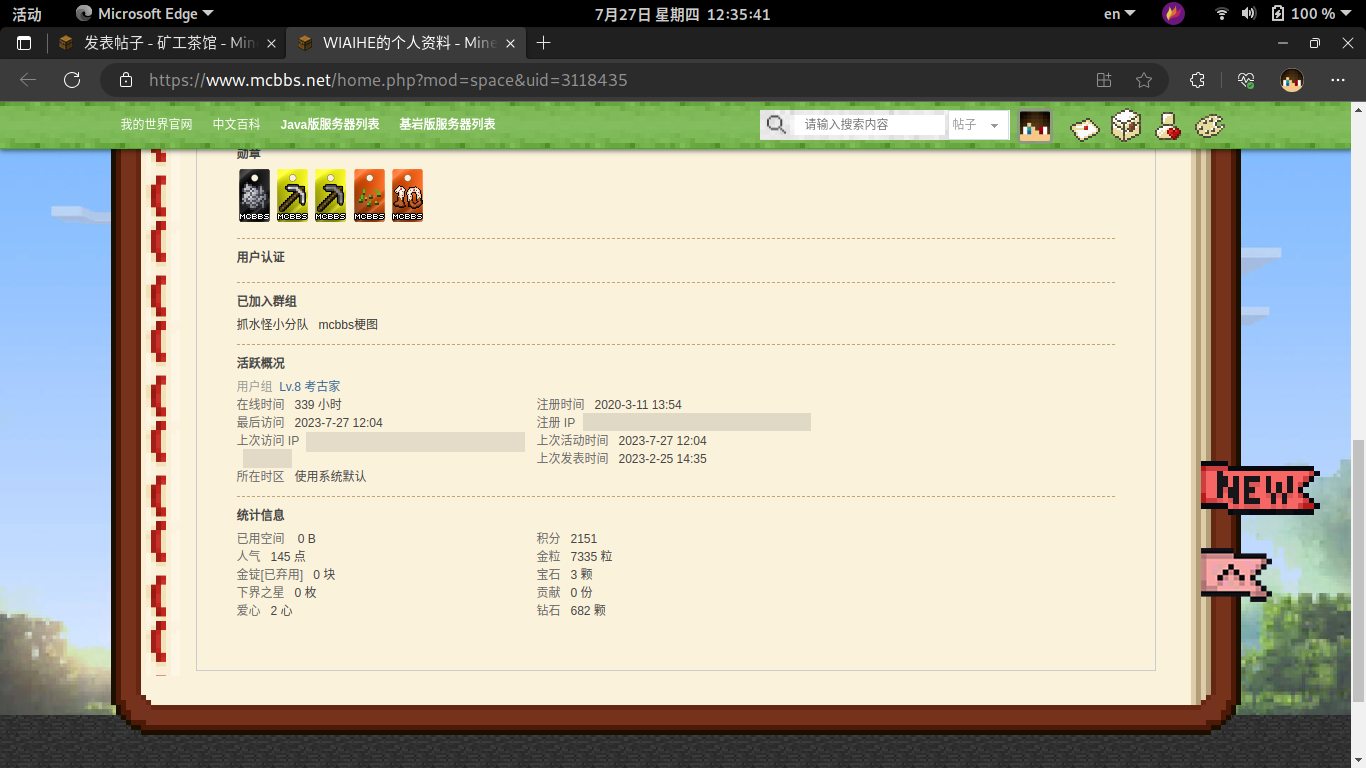 活动 Microsoft Edge 7月27日 星期四 12:35:41 en 100 %
发表帖子 - 矿工茶馆 - Min WIAIHE的个人资料 - Mine
https://www.mcbbs.net/home.php?mod=space&uid=3118435
我的世界官网 中文百科 Java版服务器列表 基岩版服务器列表 请输入搜索内容 帖子
勋章
MCBBS MCBBS MCBBS MCBBS 10 MCBBS
用户认证
已加入群组
抓水怪小分队 mcbbs梗图
活跃概况
用户组 Lv.8 考古家
在线时间 339 小时 注册时间 2020-3-11 13:54
最后访问 2023-7-27 12:04 注册 IP
上次访问 IP 上次活动时间 2023-7-27 12:04
上次发表时间 2023-2-25 14:35
所在时区 使用系统默认
NEW
统计信息
已用空间 0 B 积分 2151
人气 145 点 金粒 7335 粒
金锭[已弃用] 0 块 宝石 3 颗
下界之星 0 枚 贡献 0 份
爱心 2 心 钻石 682 颗